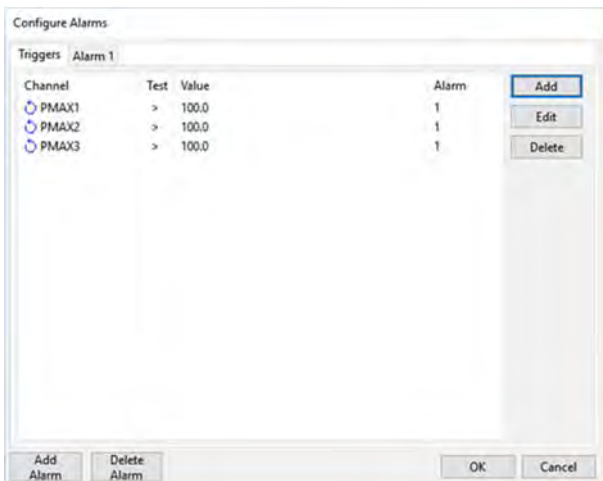 Configure Alarms
Triggers Alarm 1
Channel Test Value Alarm
PMAX1 > 100.0 1
PMAX2 > 100.0 1
PMAX3 > 100.0 1
Add
Edit
Delete
Add Alarm
Delete Alarm
OK
Cancel